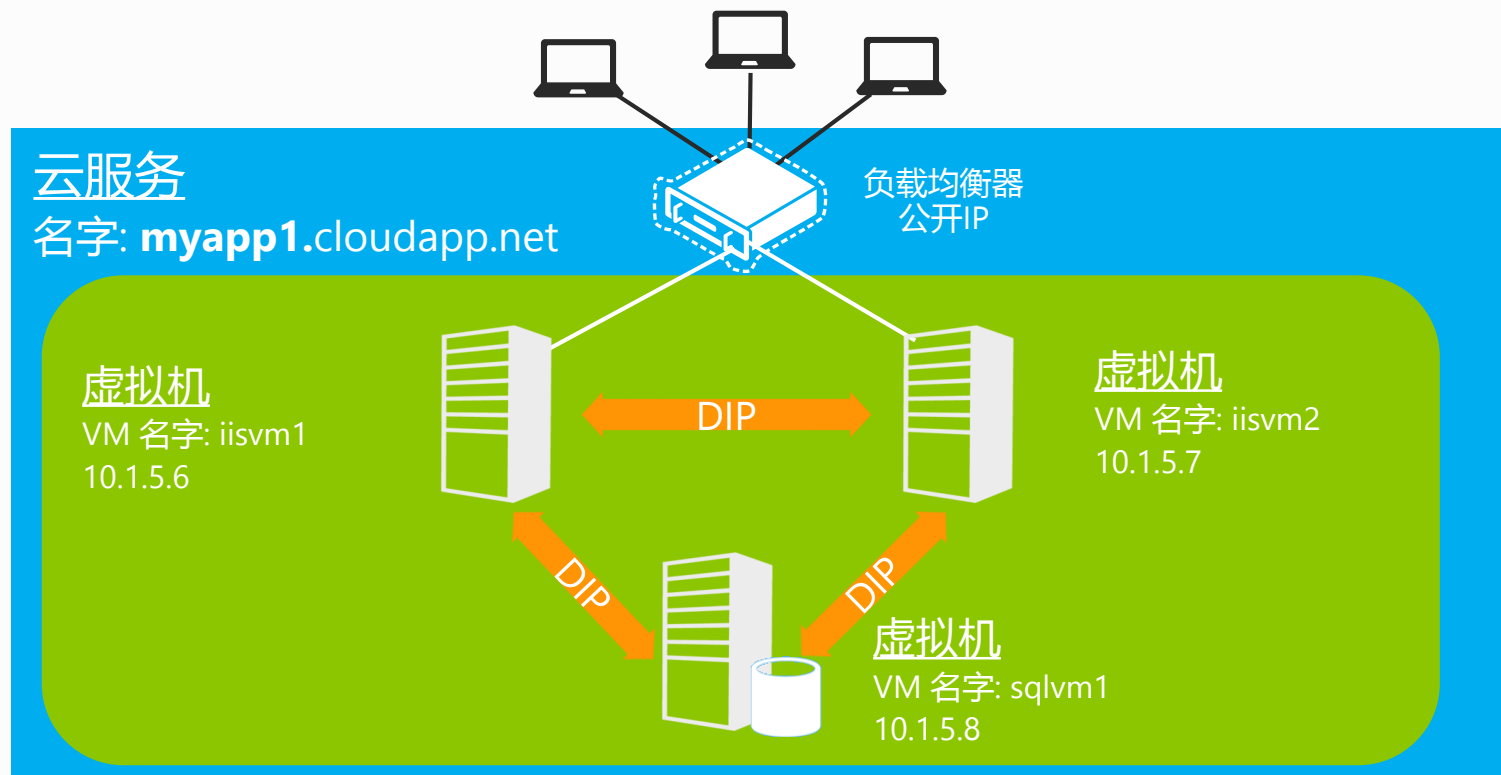 云服务
名字: myapp1.cloudapp.net
负载均衡器
公开IP
虚拟机
VM 名字: iisvm1
10.1.5.6
DIP
虚拟机
VM 名字: iisvm2
10.1.5.7
DIP
DIP
虚拟机
VM 名字: sqlvm1
10.1.5.8